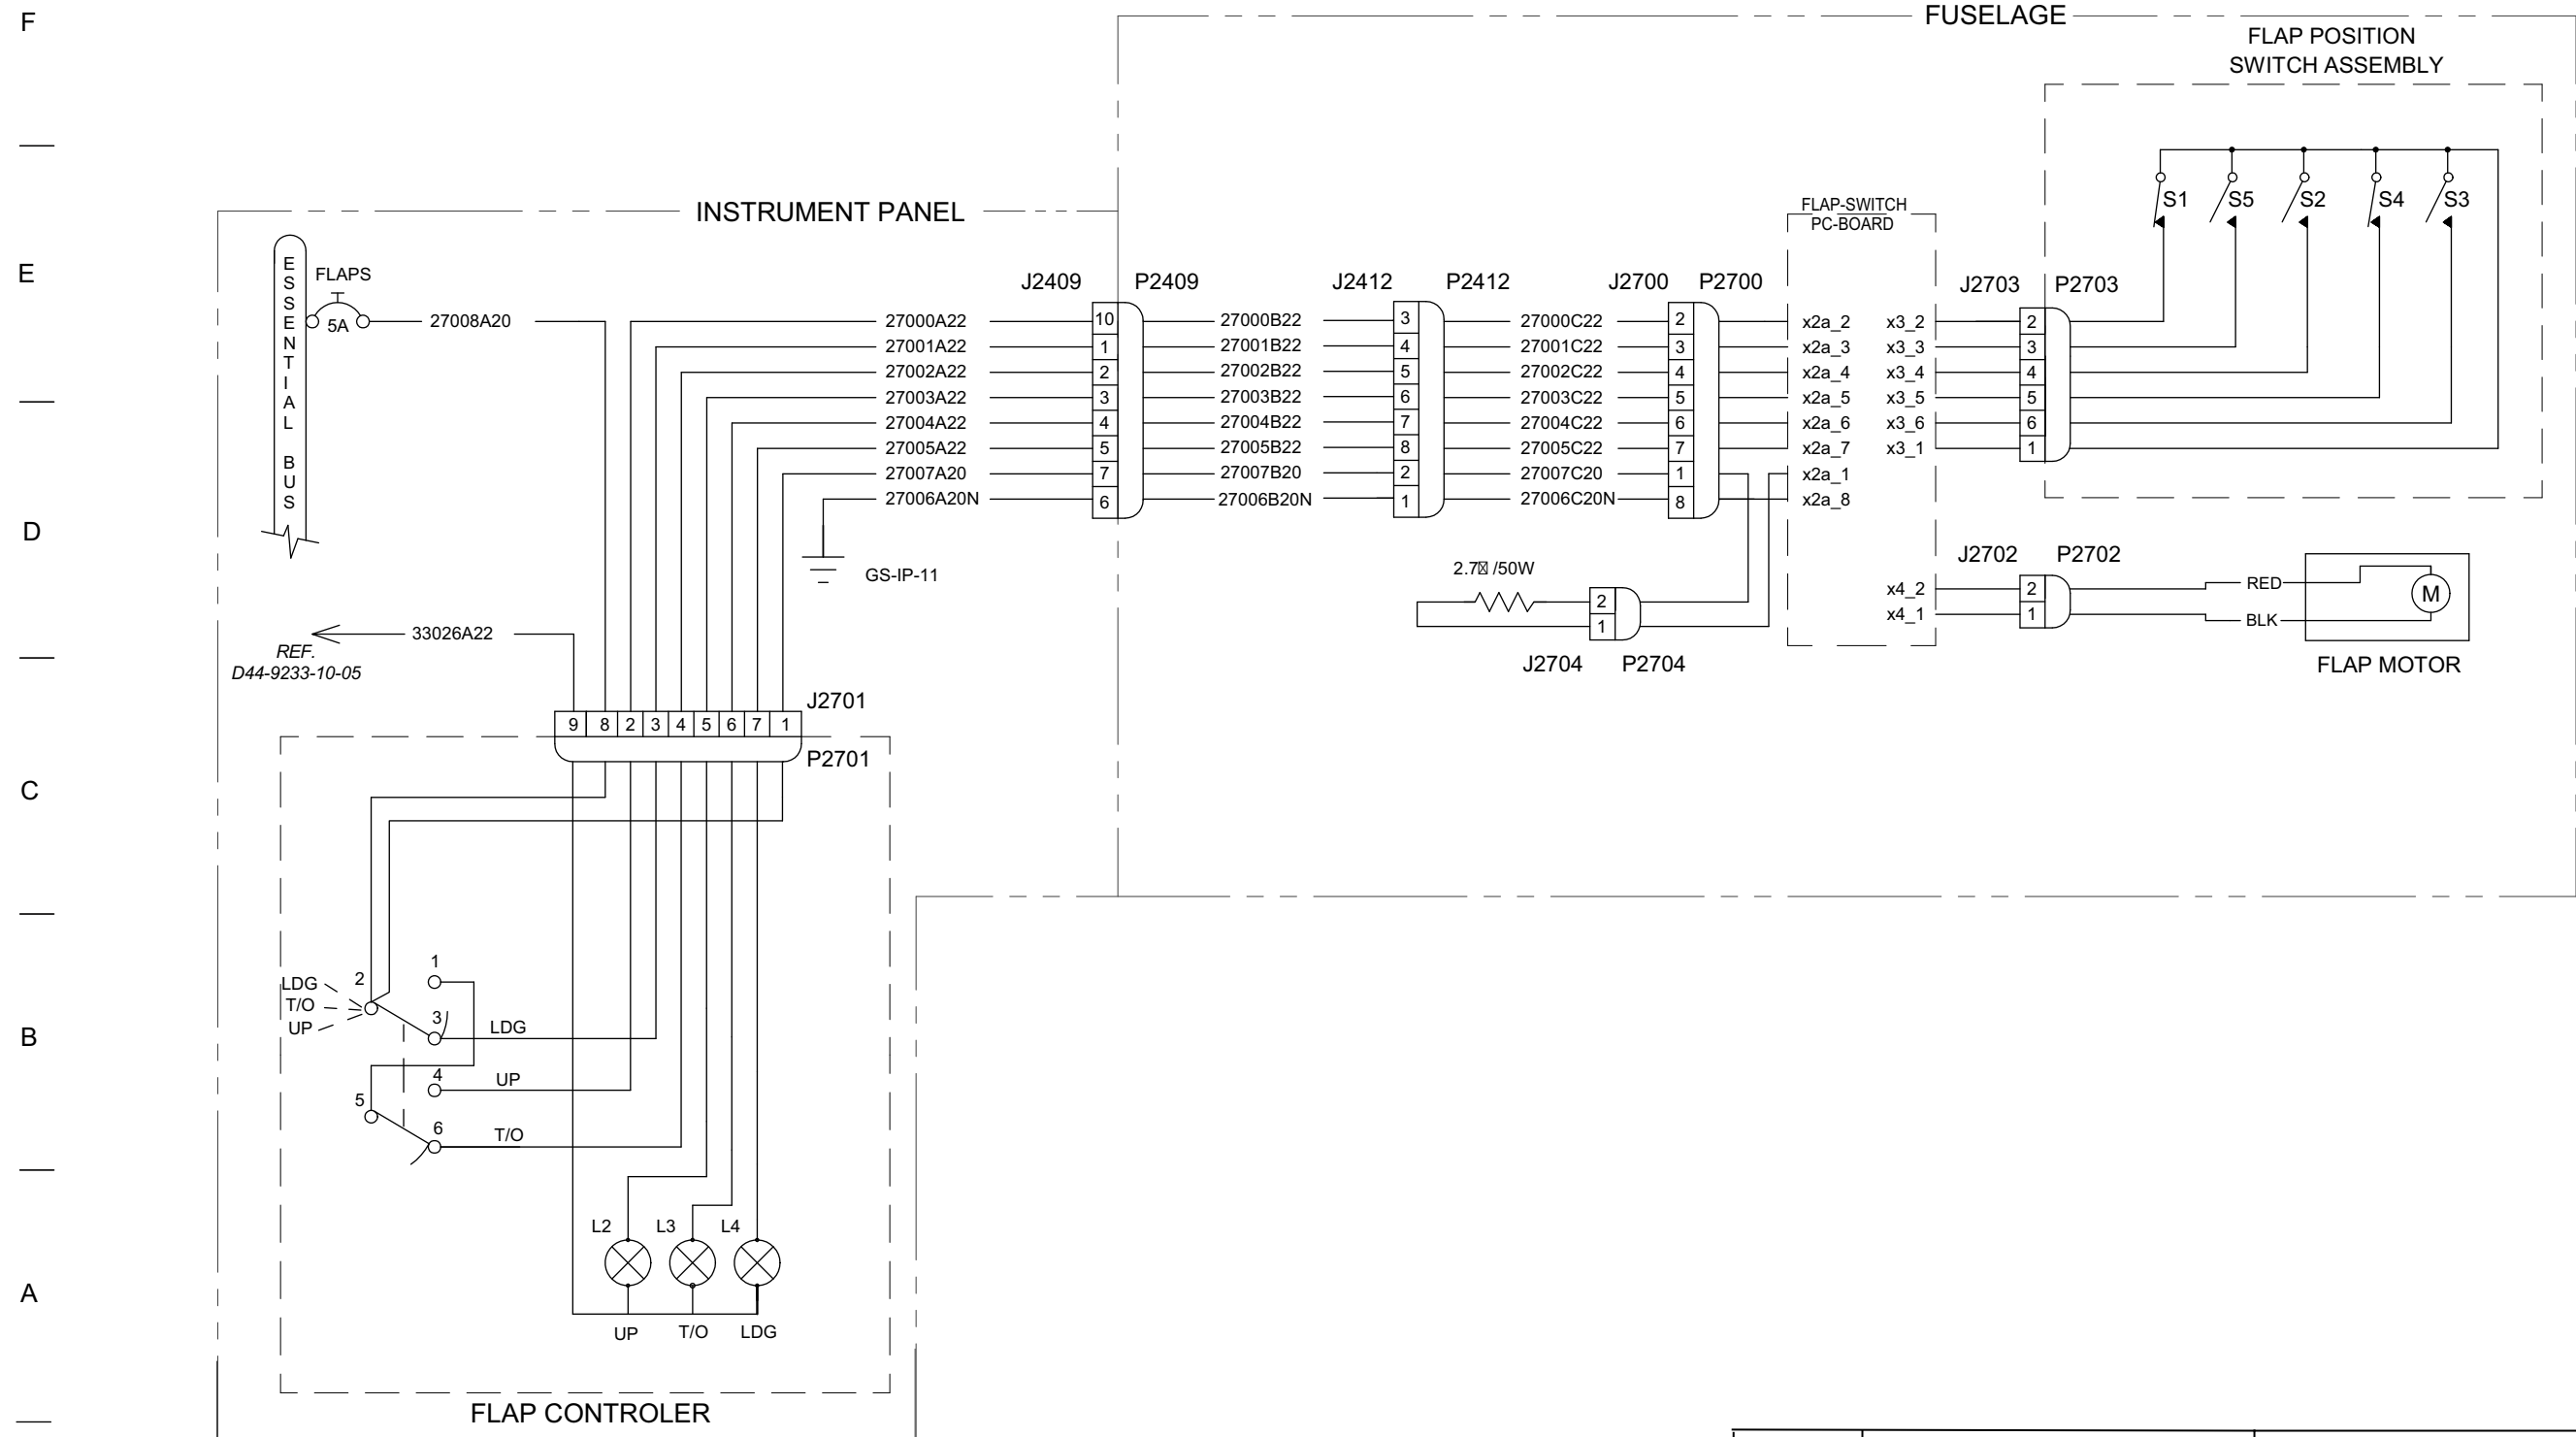 F
FUSELAGE
FLAP POSITION
SWITCH ASSEMBLY
S1 S5 S2 S4 S3
INSTRUMENT PANEL
FLAP-SWITCH
PC-BOARD
E
ESSENTIAL BUS
FLAPS
5A
27008A20
J2409 P2409 J2412 P2412 J2700 P2700 J2703 P2703
27000A22 10 27000B22 3 27000C22 2 x2a_2 x3_2 2
27001A22 1 27001B22 4 27001C22 3 x2a_3 x3_3 3
27002A22 2 27002B22 5 27002C22 4 x2a_4 x3_4 4
27003A22 3 27003B22 6 27003C22 5 x2a_5 x3_5 5
27004A22 4 27004B22 7 27004C22 6 x2a_6 x3_6 6
27005A22 5 27005B22 8 27005C22 7 x2a_7 x3_1 1
27007A20 7 27007B20 2 27007C20 1 x2a_1
27006A20N 6 27006B20N 1 27006C20N 8 x2a_8
D
GS-IP-11
2.7 /50W
2
1
J2704 P2704
J2702 P2702
x4_2 2 RED
x4_1 1 BLK
M
FLAP MOTOR
33026A22
REF.
D44-9233-10-05
J2701
9 8 2 3 4 5 6 7 1
P2701
C
B
LDG
T/O
UP
2
1
3 LDG
4 UP
5
6 T/O
A
L2 L3 L4
UP T/O LDG
FLAP CONTROLER